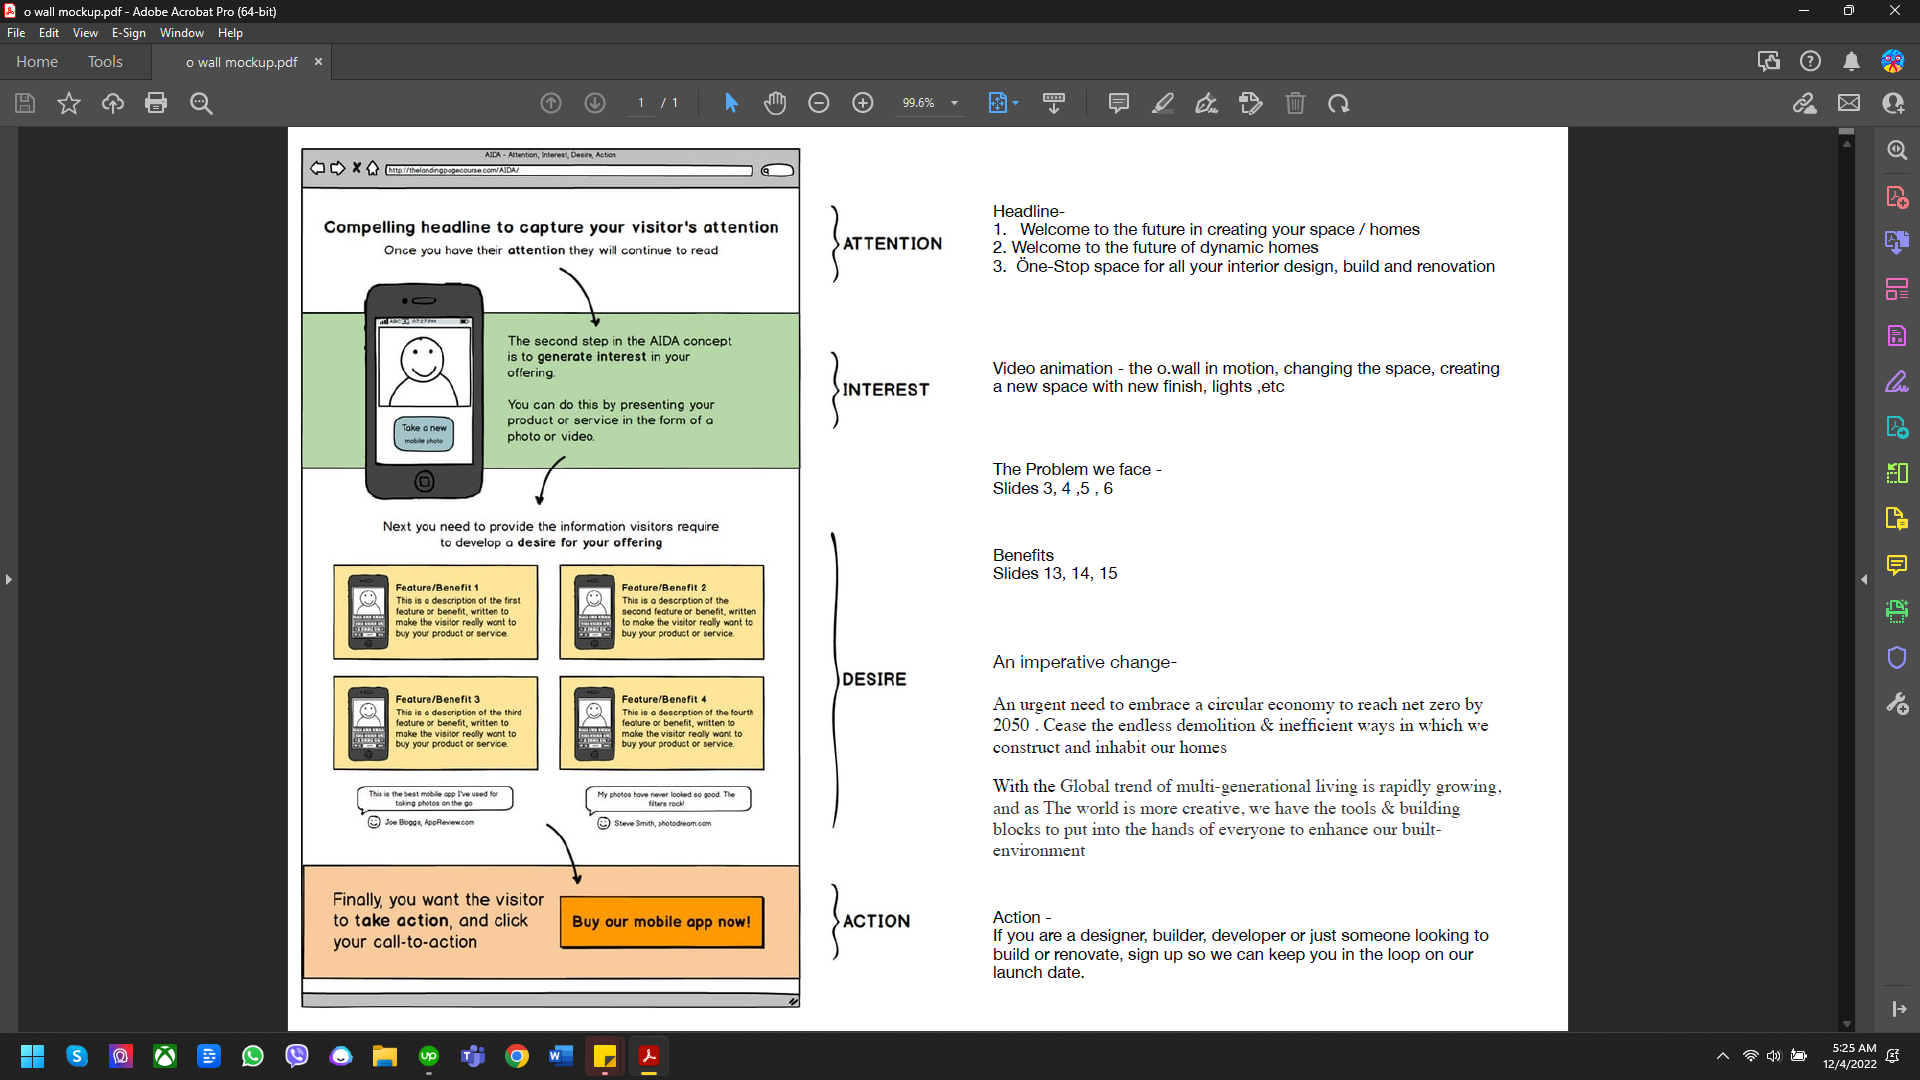 o wall mockup.pdf - Adobe Acrobat Pro (64-bit)
File Edit View E-Sign Window Help
Home Tools o wall mockup.pdf ×
1 / 1 99.6%
AIDA - Attention, Interest, Desire, Action
http://thelandingpagecourse.com/AIDA/
Compelling headline to capture your visitor's attention
Once you have their attention they will continue to read
ABC 3G 07:27PM
Take a new
mobile photo
The second step in the AIDA concept
is to generate interest in your
offering.
You can do this by presenting your
product or service in the form of a
photo or video.
Next you need to provide the information visitors require
to develop a desire for your offering
Feature/Benefit 1
This is a description of the first
feature or benefit, written to
make the visitor really want to
buy your product or service.
Feature/Benefit 2
This is a description of the
second feature or benefit, written
to make the visitor really want to
buy your product or service.
Feature/Benefit 3
This is a description of the third
feature or benefit, written to
make the visitor really want to
buy your product or service.
Feature/Benefit 4
This is a description of the fourth
feature or benefit, written to
make the visitor really want to
buy your product or service.
This is the best mobile app I've used for
taking photos on the go
Joe Bloggs, AppReview.com
My photos have never looked so good. The
filters rock!
Steve Smith, photodream.com
Finally, you want the visitor
to take action, and click
your call-to-action
Buy our mobile app now!
ATTENTION
INTEREST
DESIRE
ACTION
Headline-
1. Welcome to the future in creating your space / homes
2. Welcome to the future of dynamic homes
3. Öne-Stop space for all your interior design, build and renovation
Video animation - the o.wall in motion, changing the space, creating
a new space with new finish, lights ,etc
The Problem we face -
Slides 3, 4 ,5 , 6
Benefits
Slides 13, 14, 15
An imperative change-
An urgent need to embrace a circular economy to reach net zero by
2050 . Cease the endless demolition & inefficient ways in which we
construct and inhabit our homes
With the Global trend of multi-generational living is rapidly growing,
and as The world is more creative, we have the tools & building
blocks to put into the hands of everyone to enhance our built-
environment
Action -
If you are a designer, builder, developer or just someone looking to
build or renovate, sign up so we can keep you in the loop on our
launch date.
5:25 AM
12/4/2022